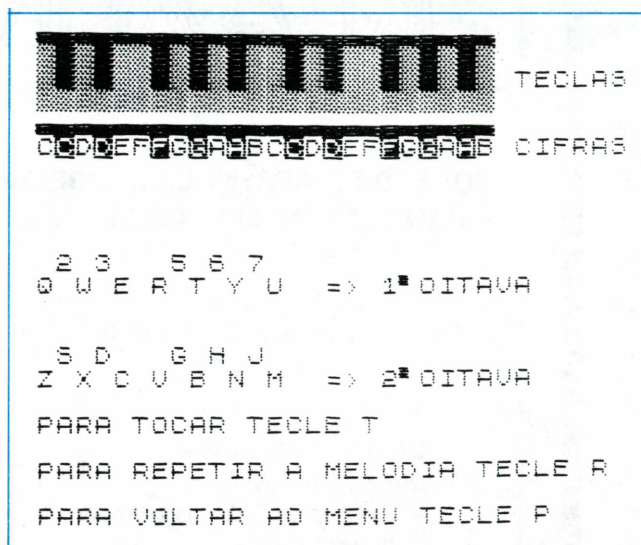 TECLAS
CCDDEFFGGAABCCDDEFFGGAAB CIFRAS
2 3 5 6 7
Q W E R T Y U => 1ª OITAVA
S D G H J
Z X C V B N M => 2ª OITAVA
PARA TOCAR TECLE T
PARA REPETIR A MELODIA TECLE R
PARA VOLTAR AO MENU TECLE P